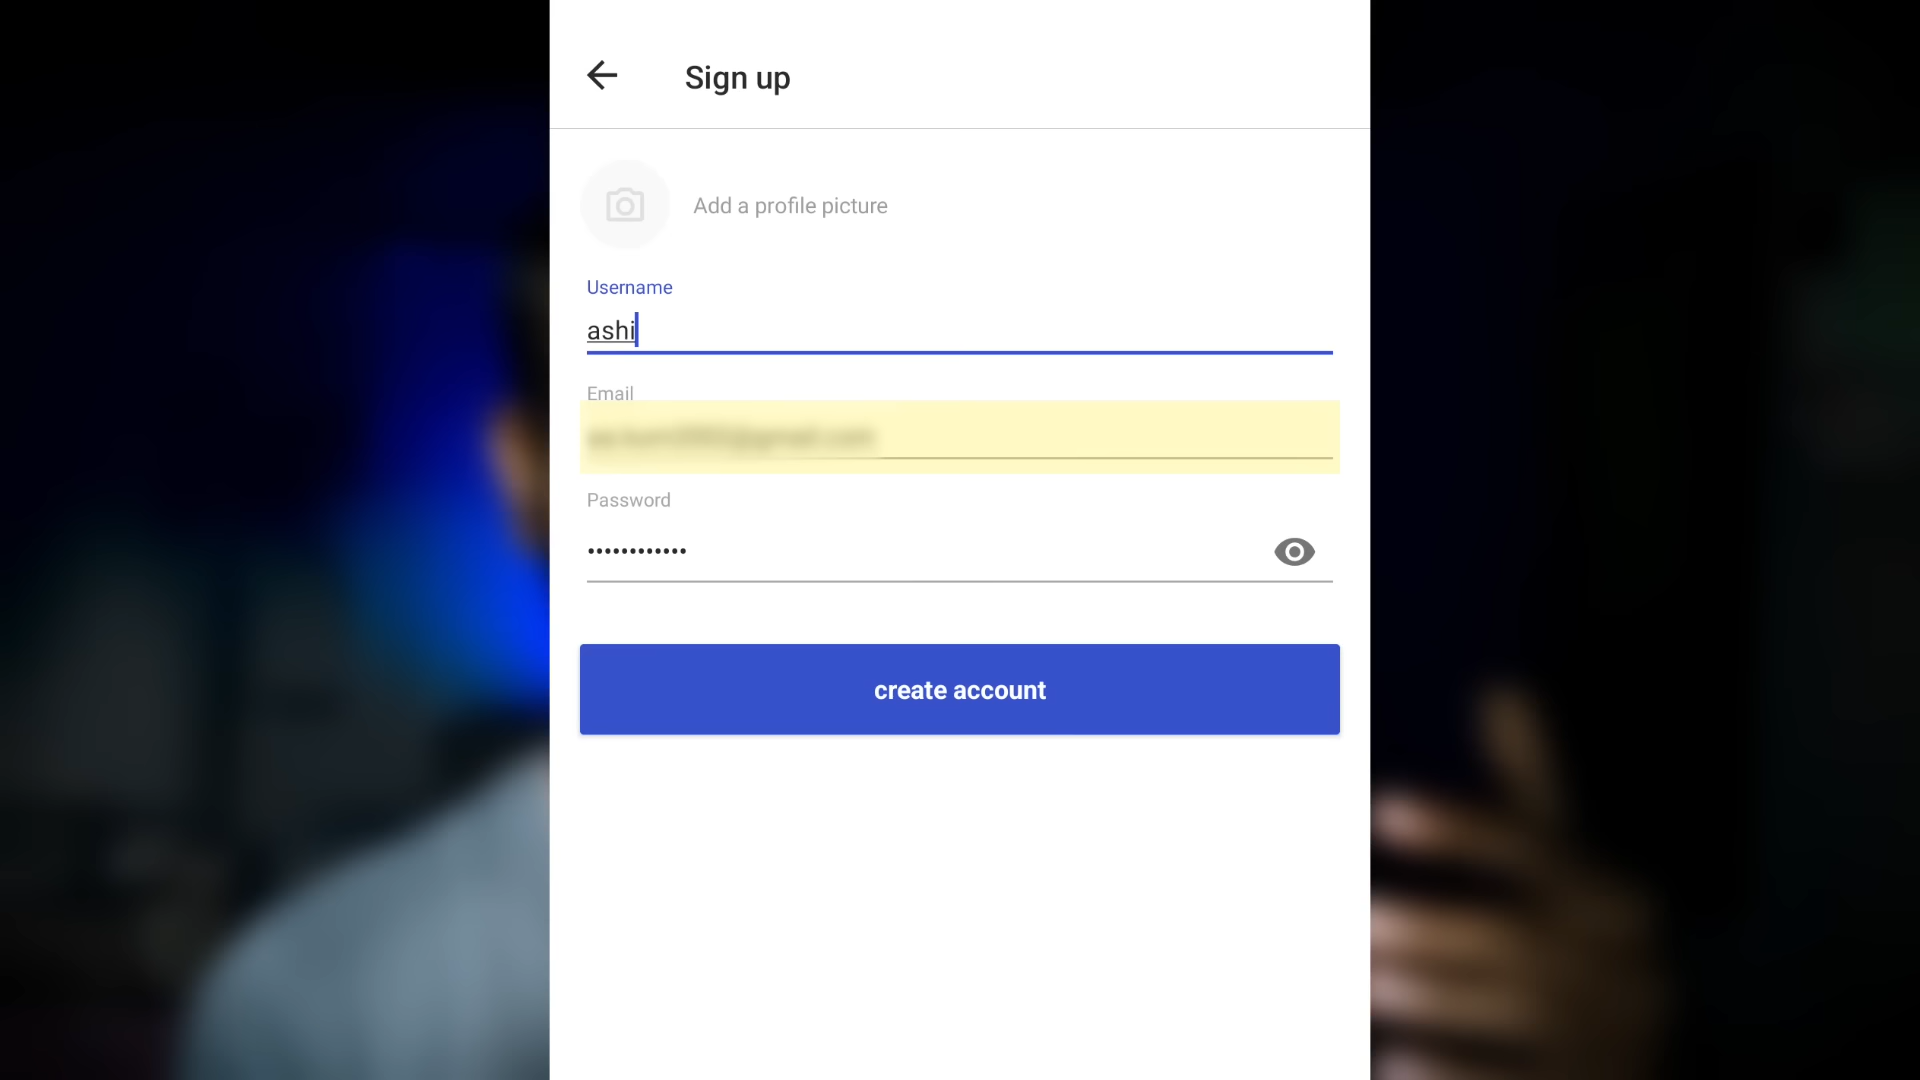 Sign up
Add a profile picture
Username
ashi
Email
Password
••••••••••••
create account